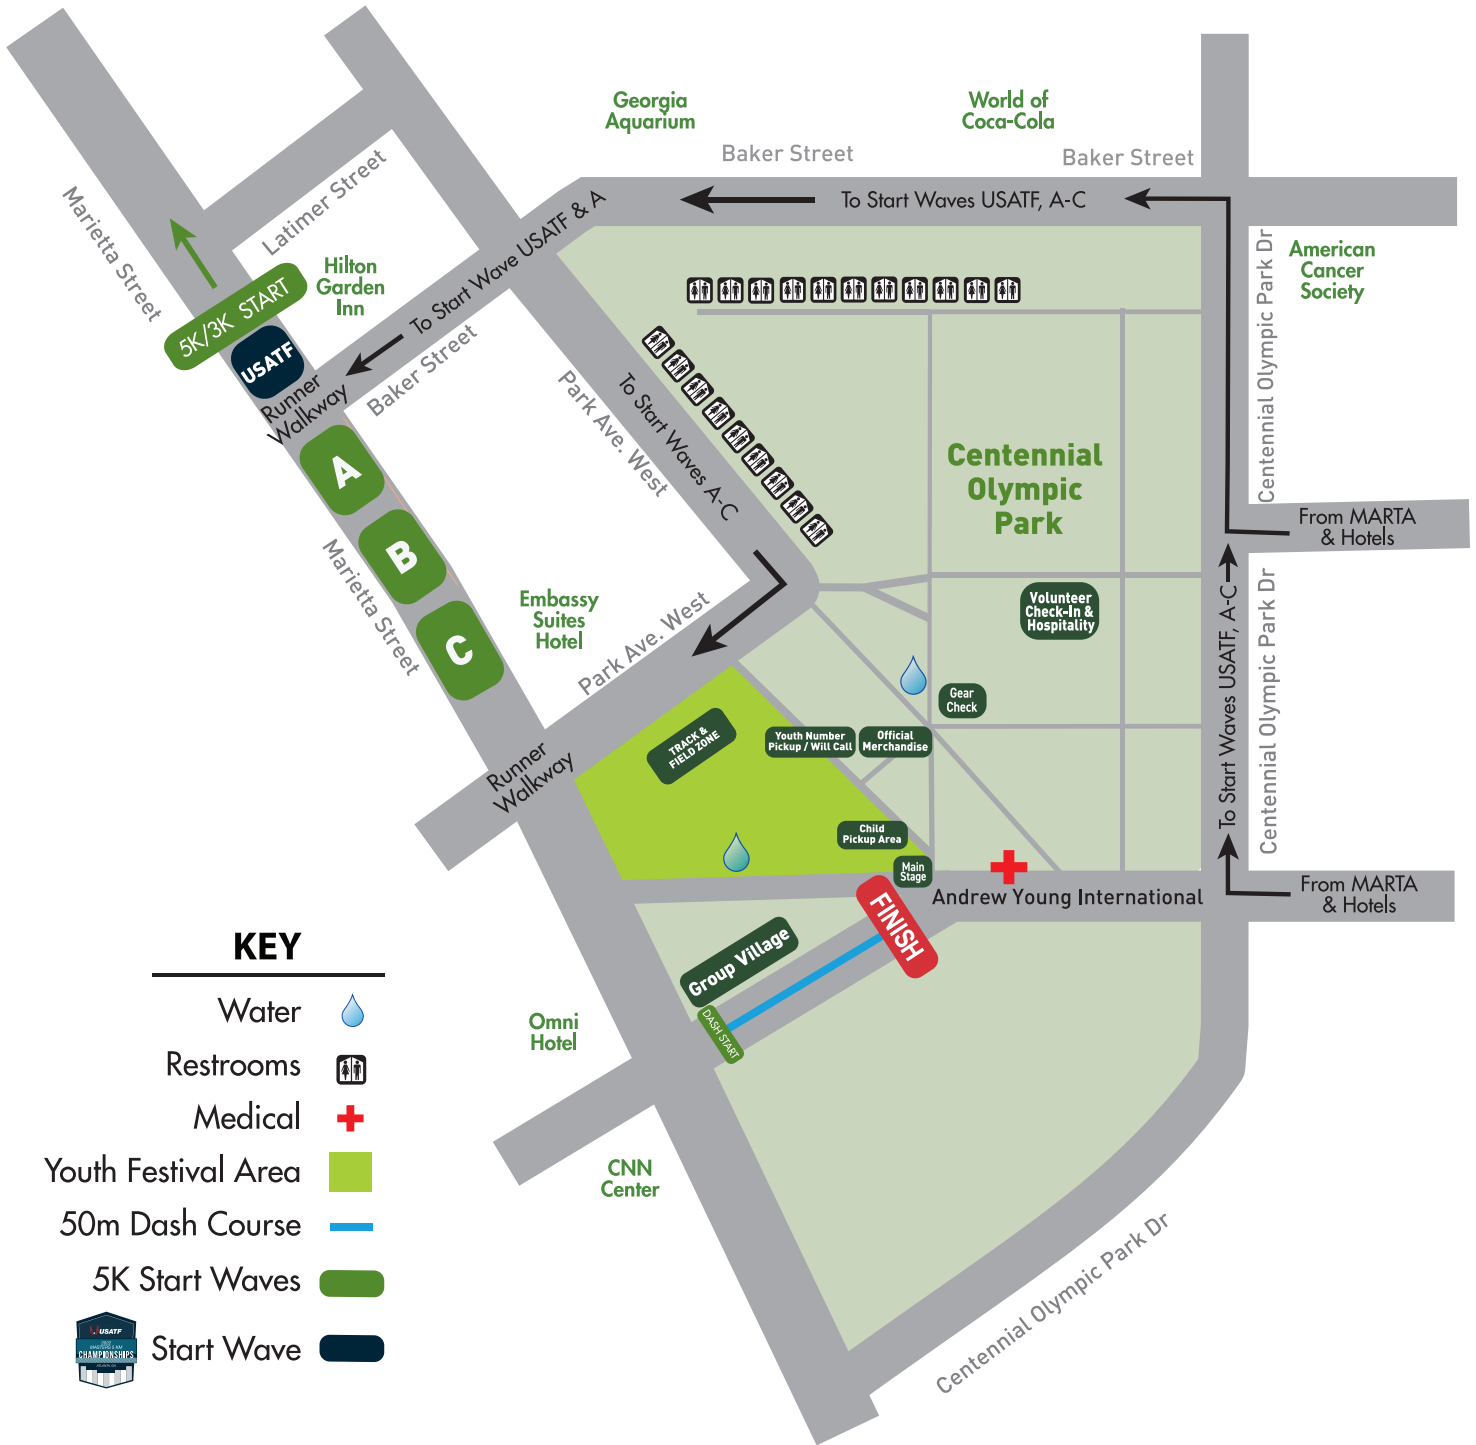 Georgia
Aquarium
World of
Coca-Cola
Baker Street
Baker Street
To Start Waves USATF, A-C
To Start Wave USATF & A
Latimer Street
Marietta Street
Hilton
Garden
Inn
5K/3K START
USATF
Runner
Walkway
Baker Street
American
Cancer
Society
Centennial Olympic Park Dr
Park Ave. West
To Start Waves A-C
A
B
C
Marietta Street
Centennial
Olympic
Park
From MARTA
& Hotels
Embassy
Suites
Hotel
Park Ave. West
Volunteer
Check-In &
Hospitality
Gear
Check
To Start Waves USATF, A-C
Centennial Olympic Park Dr
TRACK &
FIELD ZONE
Youth Number
Pickup / Will Call
Official
Merchandise
Runner
Walkway
Child
Pickup Area
Main
Stage
Andrew Young International
From MARTA
& Hotels
FINISH
Group Village
DASH START
Omni
Hotel
CNN
Center
Centennial Olympic Park Dr
KEY
Water
Restrooms
Medical
Youth Festival Area
50m Dash Course
5K Start Waves
USATF
CHAMPIONSHIPS
Start Wave